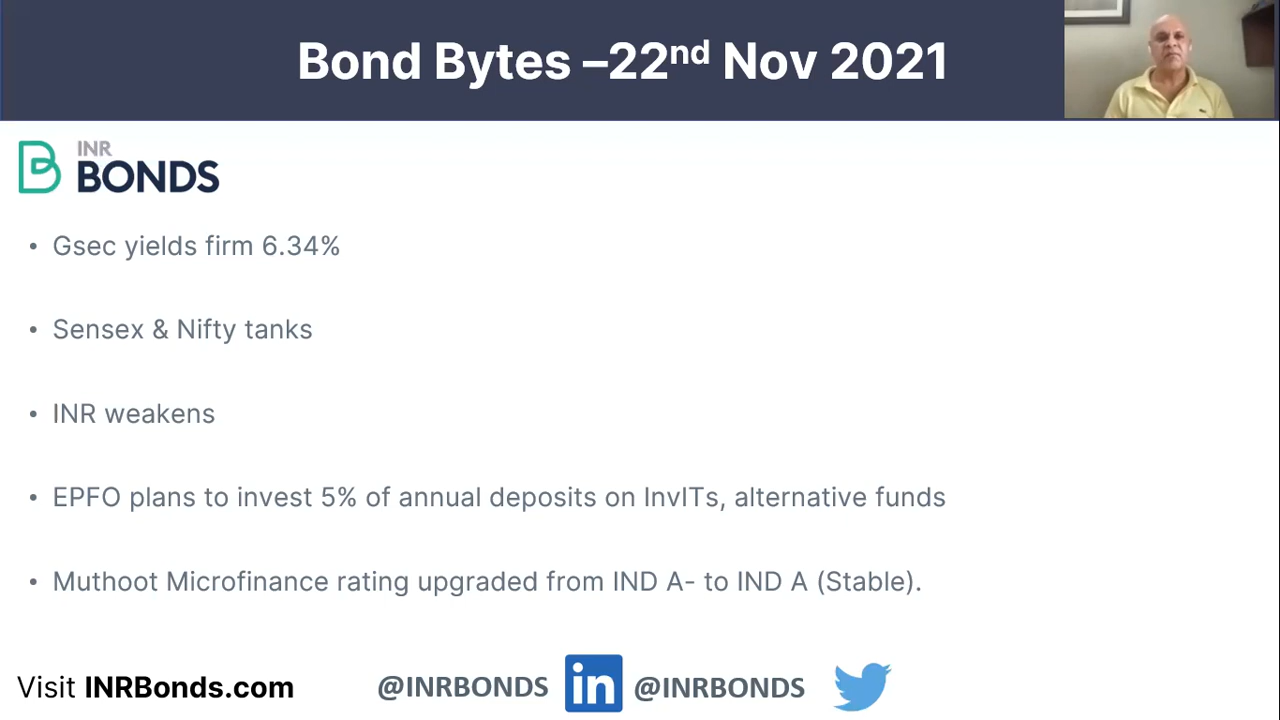 Bond Bytes –22nd Nov 2021
INR
BONDS
• Gsec yields firm 6.34%
• Sensex & Nifty tanks
• INR weakens
• EPFO plans to invest 5% of annual deposits on InvITs, alternative funds
• Muthoot Microfinance rating upgraded from IND A- to IND A (Stable).
Visit INRBonds.com @INRBONDS in @INRBONDS